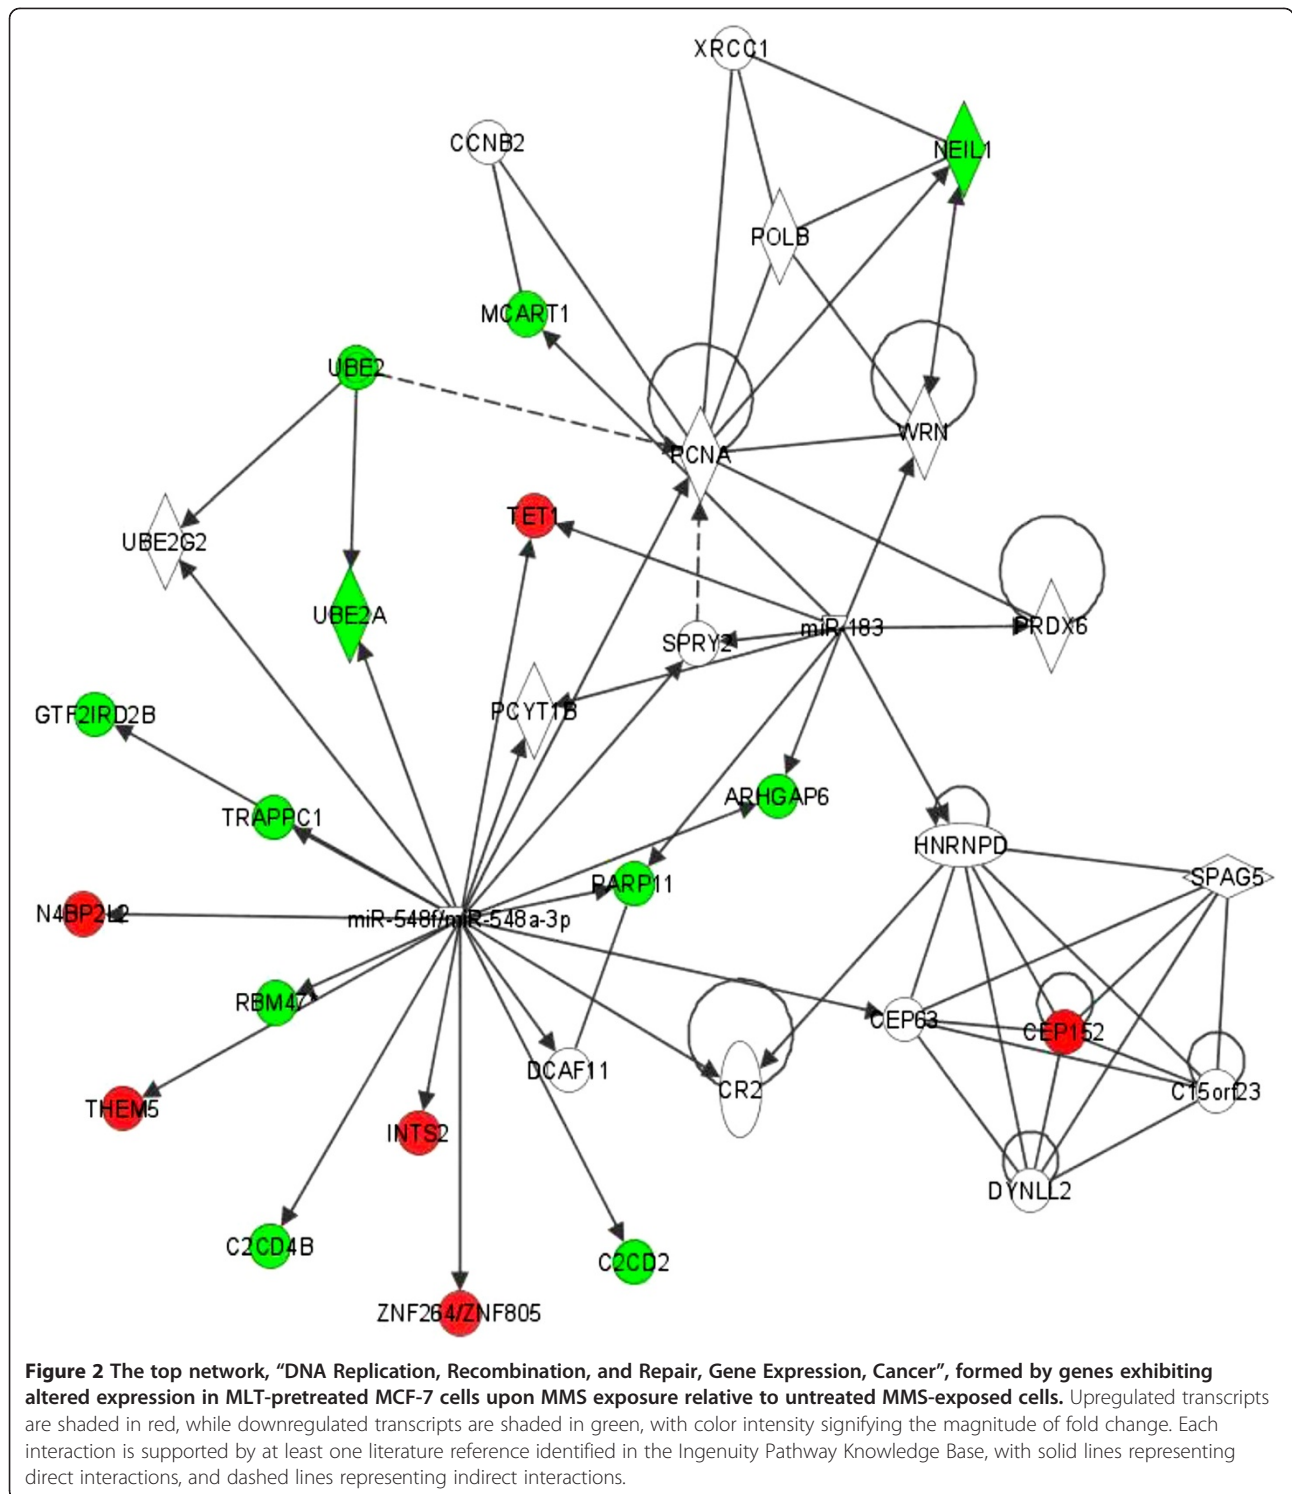 XRCC1
CCNB2
NEIL1
POLB
MCART1
UBE2
WRN
PCNA
TET1
UBE2G2
UBE2A
miR-183
PRDX6
SPRY2
PCYT1B
GTF2IRD2B
ARHGAP6
TRAPPC1
HNRNPD
SPAG5
PARP11
N4BP2L2
miR-548f/miR-548a-3p
RBM47
CEP63
CEP152
DCAF11
CR2
C15orf23
THEM5
INTS2
DYNLL2
C2CD4B
C2CD2
ZNF264/ZNF805
Figure 2 The top network, “DNA Replication, Recombination, and Repair, Gene Expression, Cancer”, formed by genes exhibiting
altered expression in MLT-pretreated MCF-7 cells upon MMS exposure relative to untreated MMS-exposed cells. Upregulated transcripts
are shaded in red, while downregulated transcripts are shaded in green, with color intensity signifying the magnitude of fold change. Each
interaction is supported by at least one literature reference identified in the Ingenuity Pathway Knowledge Base, with solid lines representing
direct interactions, and dashed lines representing indirect interactions.